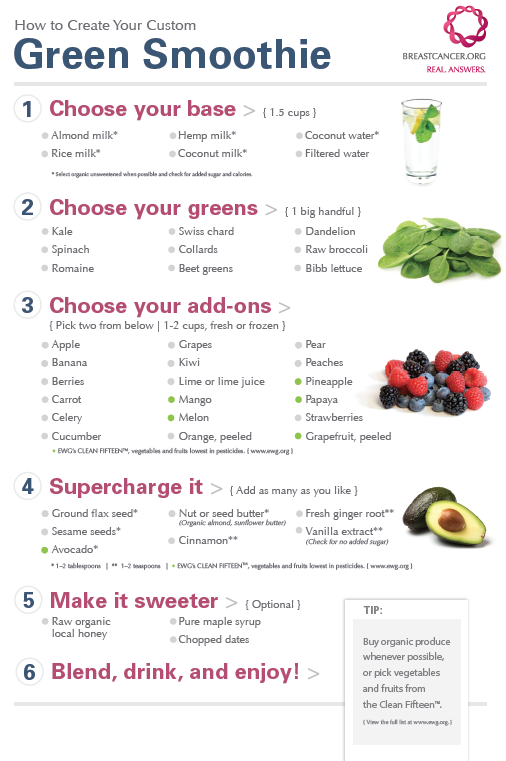 How to Create Your Custom
Green Smoothie
BREASTCANCER.ORG
REAL. ANSWERS.
1 Choose your base > { 1.5 cups }
Almond milk* Hemp milk* Coconut water*
Rice milk* Coconut milk* Filtered water
* Select organic unsweetened when possible and check for added sugar and calories.
2 Choose your greens > { 1 big handful }
Kale Swiss chard Dandelion
Spinach Collards Raw broccoli
Romaine Beet greens Bibb lettuce
3 Choose your add-ons >
{ Pick two from below | 1-2 cups, fresh or frozen }
Apple Grapes Pear
Banana Kiwi Peaches
Berries Lime or lime juice Pineapple
Carrot Mango Papaya
Celery Melon Strawberries
Cucumber Orange, peeled Grapefruit, peeled
• EWG's CLEAN FIFTEEN™, vegetables and fruits lowest in pesticides. { www.ewg.org }
4 Supercharge it > { Add as many as you like }
Ground flax seed* Nut or seed butter* Fresh ginger root**
(Organic almond, sunflower butter)
Sesame seeds* Vanilla extract**
Cinnamon** (Check for no added sugar)
Avocado*
* 1–2 tablespoons | ** 1–2 teaspoons | • EWG's CLEAN FIFTEEN™, vegetables and fruits lowest in pesticides. { www.ewg.org }
5 Make it sweeter > { Optional }
Raw organic Pure maple syrup
local honey
Chopped dates
6 Blend, drink, and enjoy! >
TIP:
Buy organic produce
whenever possible,
or pick vegetables
and fruits from
the Clean Fifteen™.
{ View the full list at www.ewg.org. }